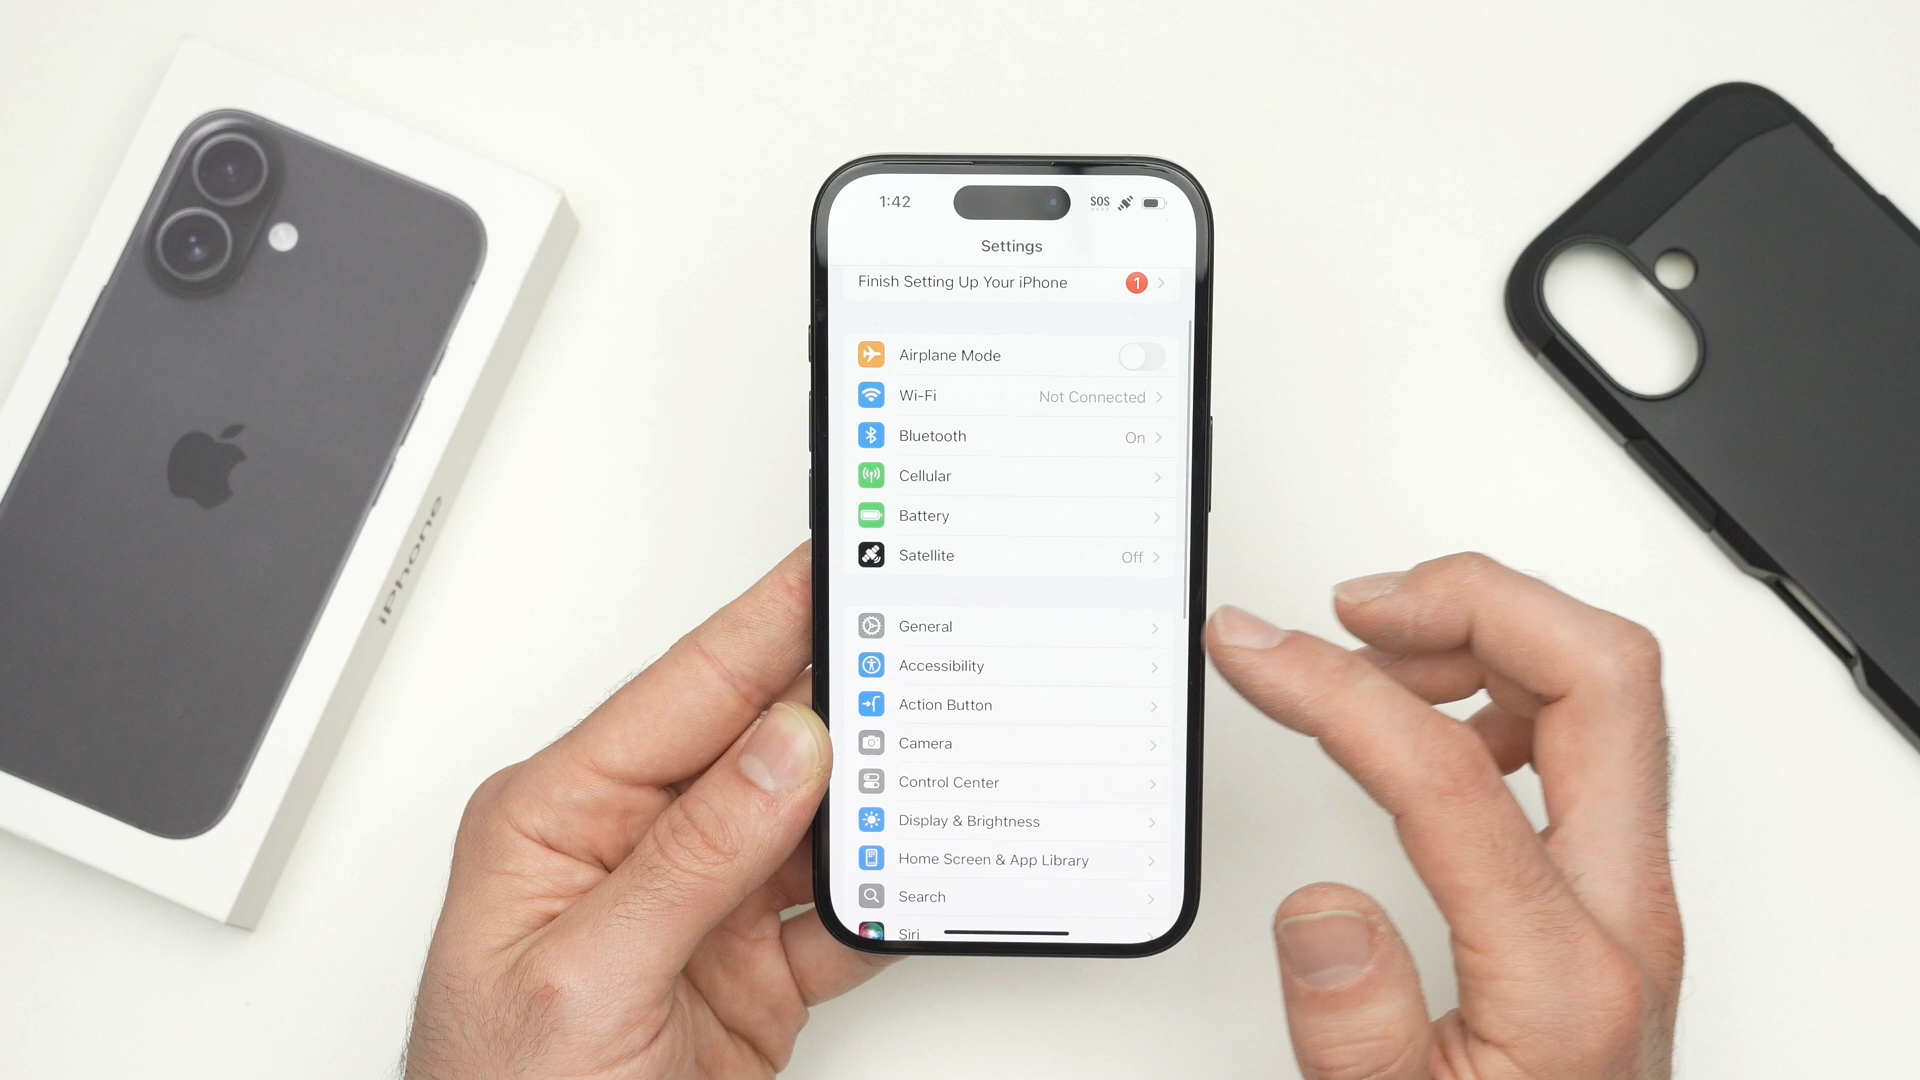 iPhone
1:42 SOS
Settings
Finish Setting Up Your iPhone 1
Airplane Mode
Wi-Fi Not Connected
Bluetooth On
Cellular
Battery
Satellite Off
General
Accessibility
Action Button
Camera
Control Center
Display & Brightness
Home Screen & App Library
Search
Siri